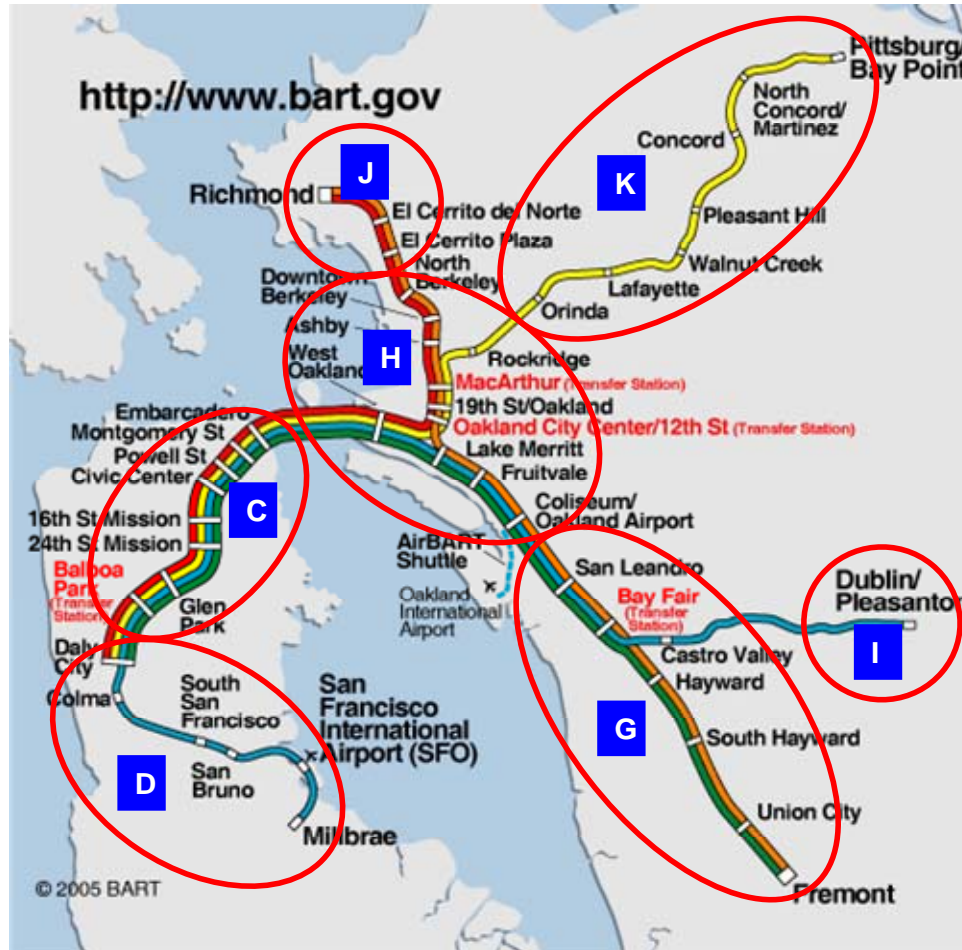 Pittsburg/
Bay Point
http://www.bart.gov
North
Concord/
Martinez
Concord
J
K
Richmond
El Cerrito del Norte
Pleasant Hill
El Cerrito Plaza
North
Berkeley
Walnut Creek
Downtown
Berkeley
Lafayette
Orinda
Ashby
H
West
Oakland
Rockridge
MacArthur (Transfer Station)
19th St/Oakland
Oakland City Center/12th St (Transfer Station)
Embarcadero
Montgomery St
Powell St
Civic Center
Lake Merritt
Fruitvale
C
Coliseum/
Oakland Airport
16th St Mission
24th St Mission
AirBART
Shuttle
San Leandro
Balboa
Park
(Transfer
Station)
Oakland
International
Airport
Bay Fair
(Transfer
Station)
Dublin/
Pleasanton
Glen
Park
Daly
City
Castro Valley
I
Colma
Hayward
South
San
Francisco
San
Francisco
International
Airport (SFO)
G
South Hayward
D
San
Bruno
Union City
Millbrae
© 2005 BART
Fremont